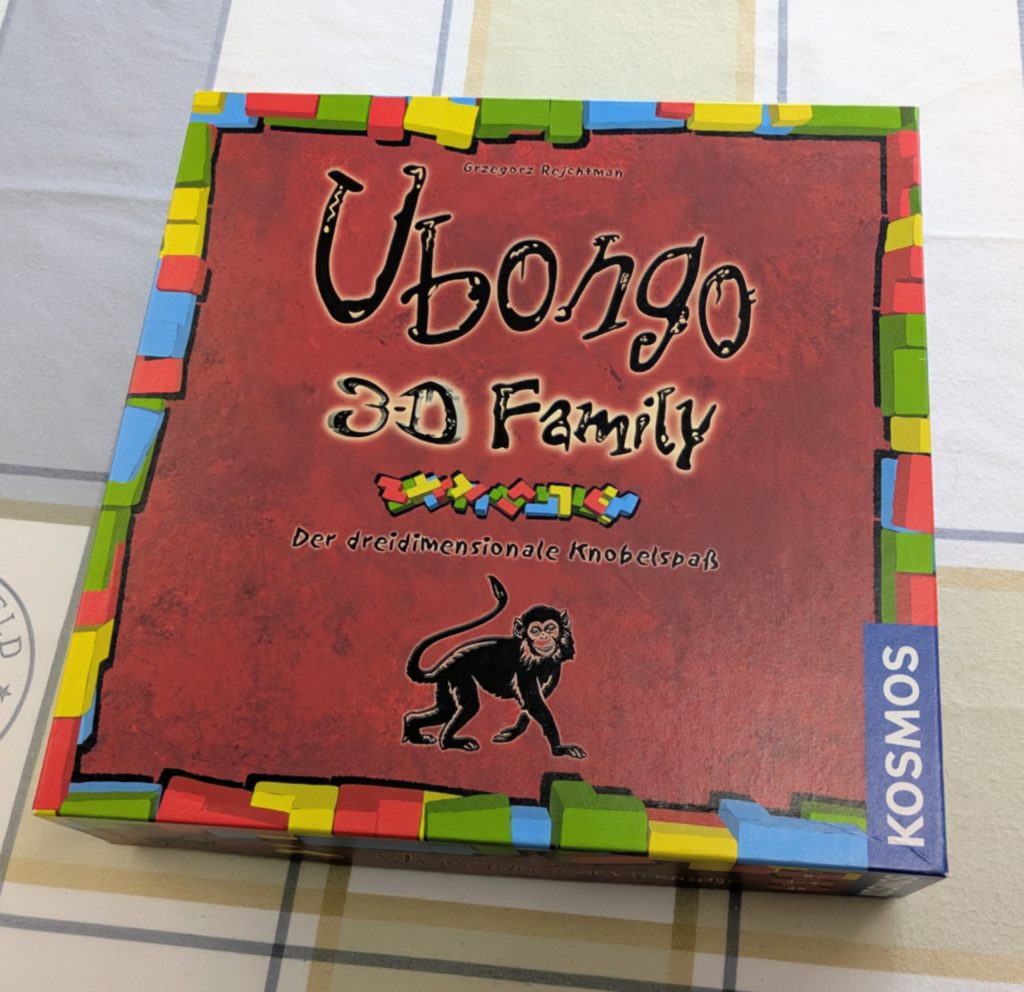 Grzegorz Rejchtman
Ubongo
3-D Family
Der dreidimensionale Knobelspaß
KOSMOS